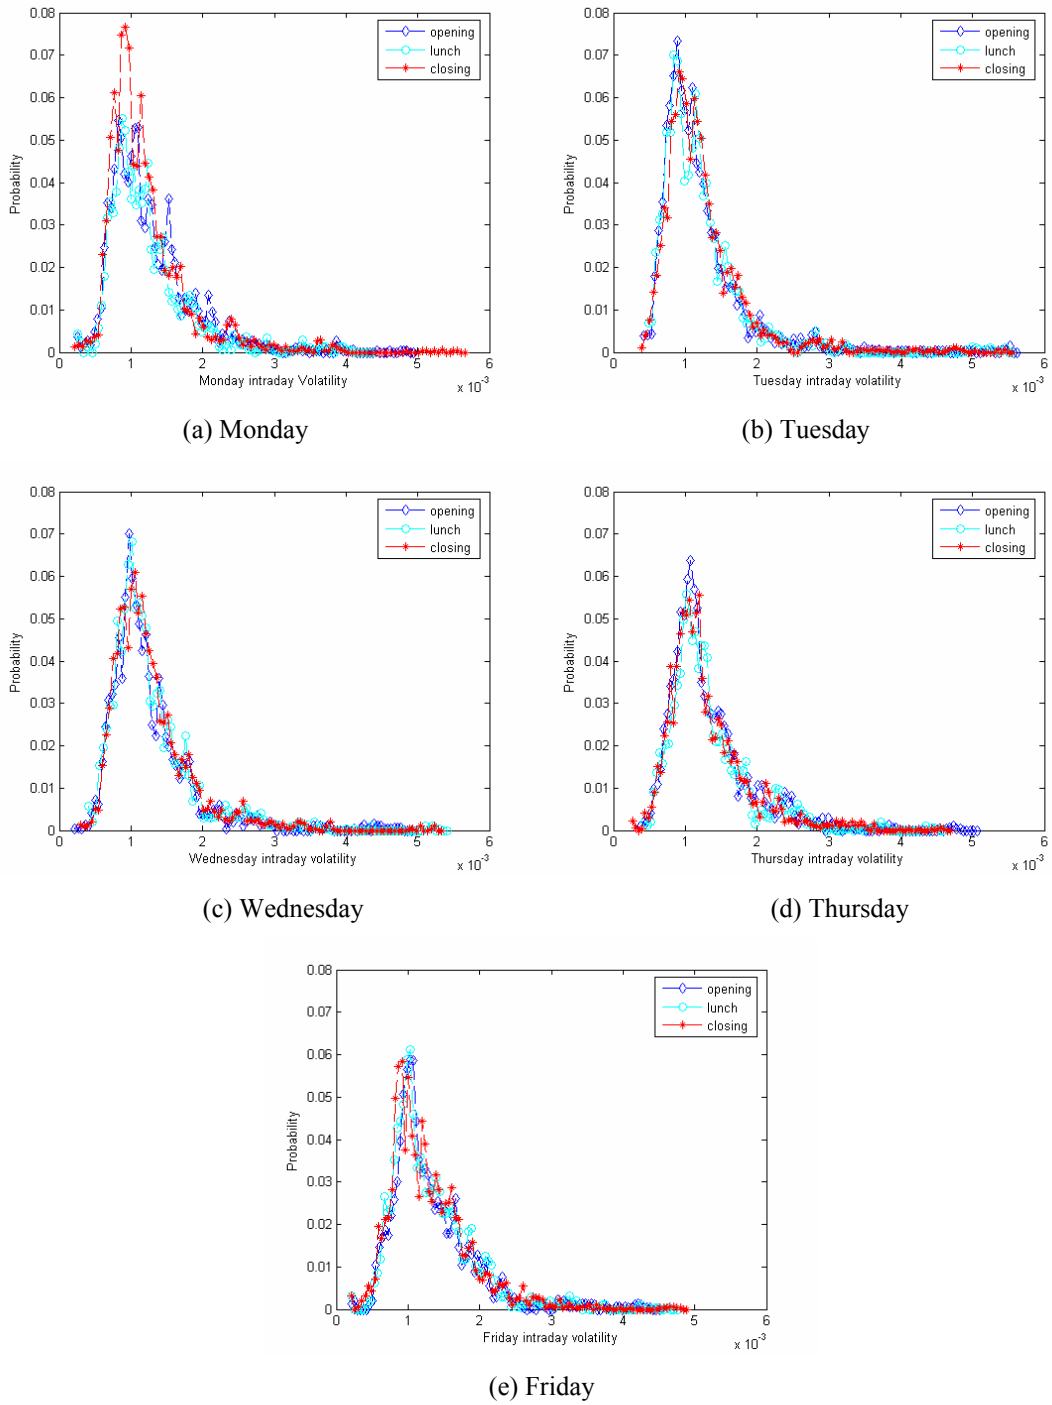 0.08
0.07
0.06
0.05
0.04
0.03
0.02
0.01
0
Probability
opening
lunch
closing
0 1 2 3 4 5 6
Monday intraday Volatility
x 10^-3
(a) Monday
0.08
0.07
0.06
0.05
0.04
0.03
0.02
0.01
0
Probability
opening
lunch
closing
0 1 2 3 4 5 6
Tuesday intraday volatility
x 10^-3
(b) Tuesday
0.08
0.07
0.06
0.05
0.04
0.03
0.02
0.01
0
Probability
opening
lunch
closing
0 1 2 3 4 5 6
Wednesday intraday volatility
x 10^-3
(c) Wednesday
0.08
0.07
0.06
0.05
0.04
0.03
0.02
0.01
0
Probability
opening
lunch
closing
0 1 2 3 4 5 6
Thursday intraday volatility
x 10^-3
(d) Thursday
0.08
0.07
0.06
0.05
0.04
0.03
0.02
0.01
0
Probability
opening
lunch
closing
0 1 2 3 4 5 6
Friday intraday volatility
x 10^-3
(e) Friday